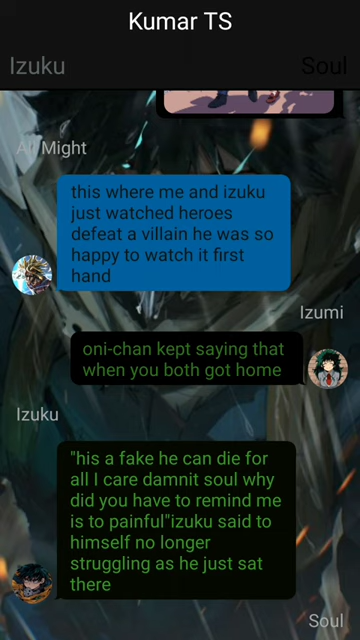 Kumar TS
Izuku
Soul
All Might
this where me and izuku
just watched heroes
defeat a villain he was so
happy to watch it first
hand
Izumi
oni-chan kept saying that
when you both got home
Izuku
"his a fake he can die for
all I care damnit soul why
did you have to remind me
is to painful"izuku said to
himself no longer
struggling as he just sat
there
Soul